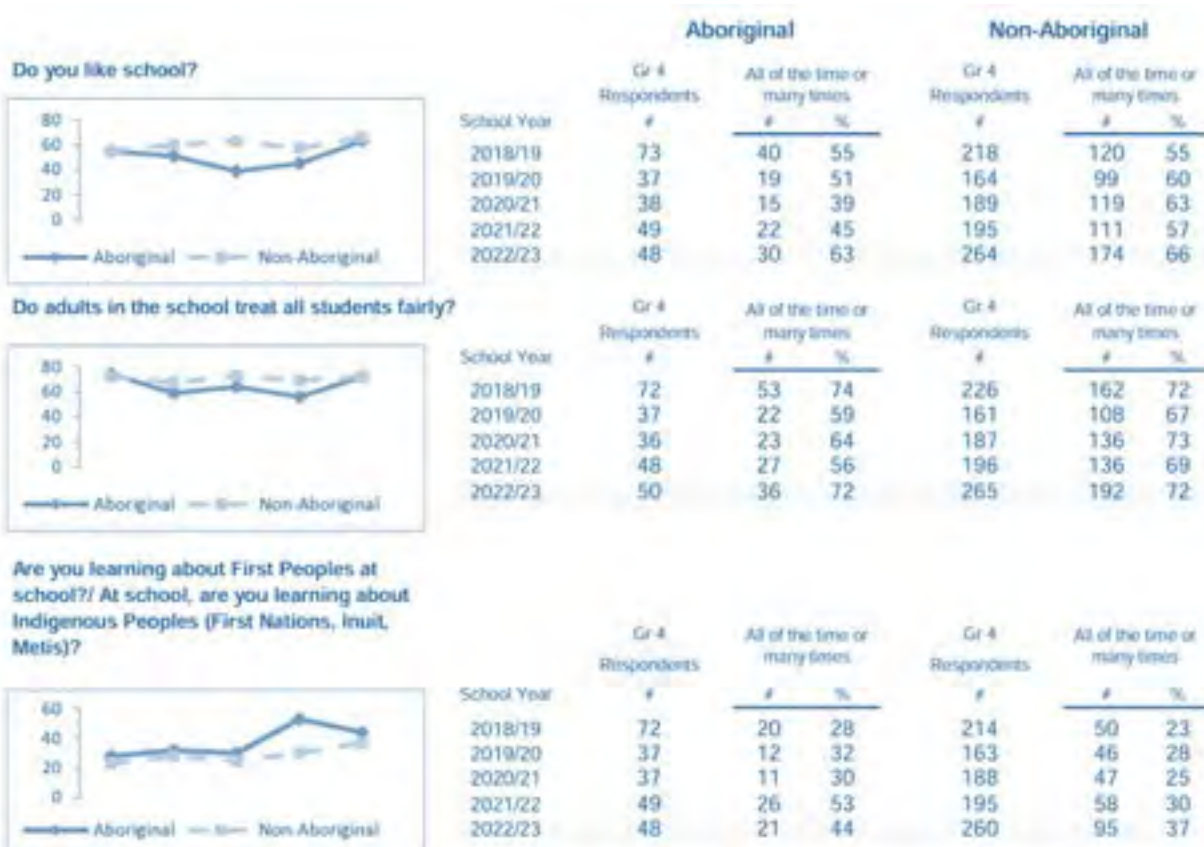 Aboriginal Non-Aboriginal
Do you like school?
Gr 4 All of the time or Gr 4 All of the time or
Respondents many times Respondents many times
School Year # # % # # %
2018/19 73 40 55 218 120 55
2019/20 37 19 51 164 99 60
2020/21 38 15 39 189 119 63
2021/22 49 22 45 195 111 57
2022/23 48 30 63 264 174 66
80
60
40
20
0
Aboriginal Non-Aboriginal
Do adults in the school treat all students fairly?
Gr 4 All of the time or Gr 4 All of the time or
Respondents many times Respondents many times
School Year # # % # # %
2018/19 72 53 74 226 162 72
2019/20 37 22 59 161 108 67
2020/21 36 23 64 187 136 73
2021/22 48 27 56 196 136 69
2022/23 50 36 72 265 192 72
80
60
40
20
0
Aboriginal Non-Aboriginal
Are you learning about First Peoples at
school?/ At school, are you learning about
Indigenous Peoples (First Nations, Inuit,
Metis)?
Gr 4 All of the time or Gr 4 All of the time or
Respondents many times Respondents many times
School Year # # % # # %
2018/19 72 20 28 214 50 23
2019/20 37 12 32 163 46 28
2020/21 37 11 30 188 47 25
2021/22 49 26 53 195 58 30
2022/23 48 21 44 260 95 37
60
40
20
0
Aboriginal Non-Aboriginal